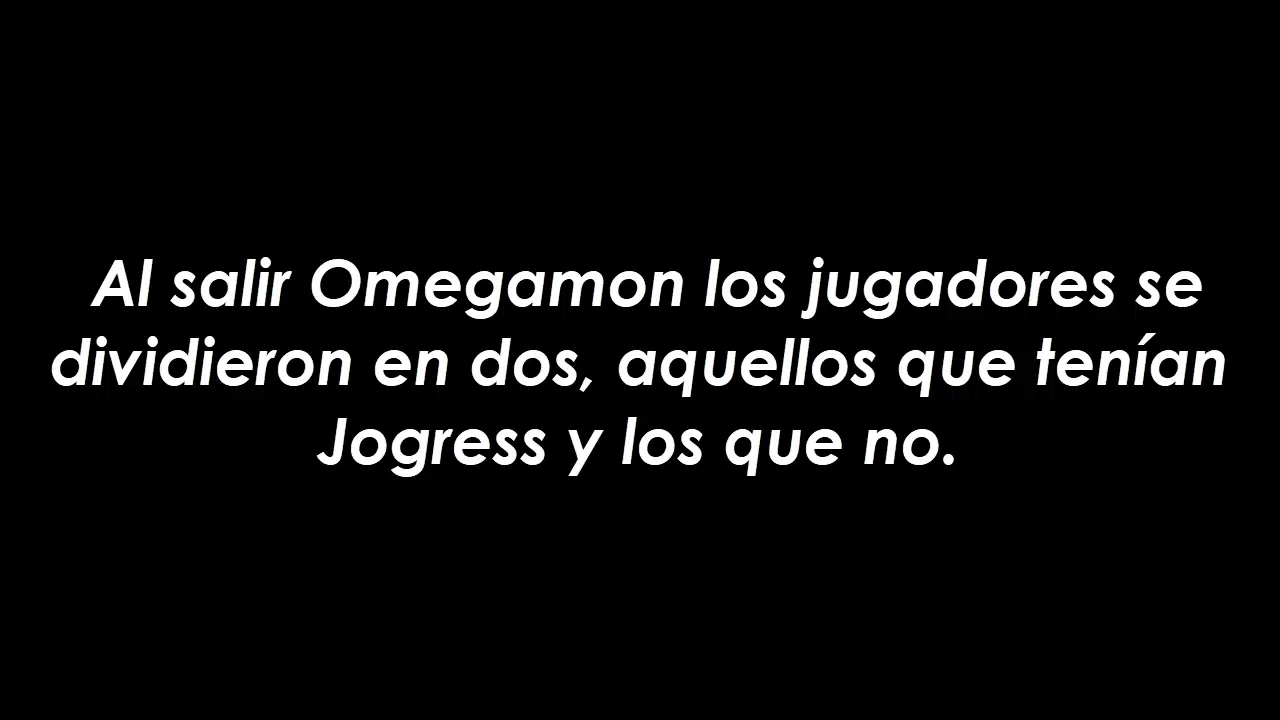 Al salir Omegamon los jugadores se
dividieron en dos, aquellos que tenían
Jogress y los que no.